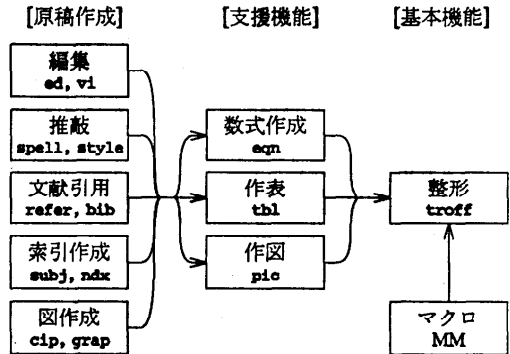 [原稿作成] [支援機能] [基本機能]
編集
ed, vi
推敲
spell, style
文献引用
refer, bib
索引作成
subj, ndx
図作成
cip, grap
数式作成
eqn
作表
tbl
作図
pic
整形
troff
マクロ
MM